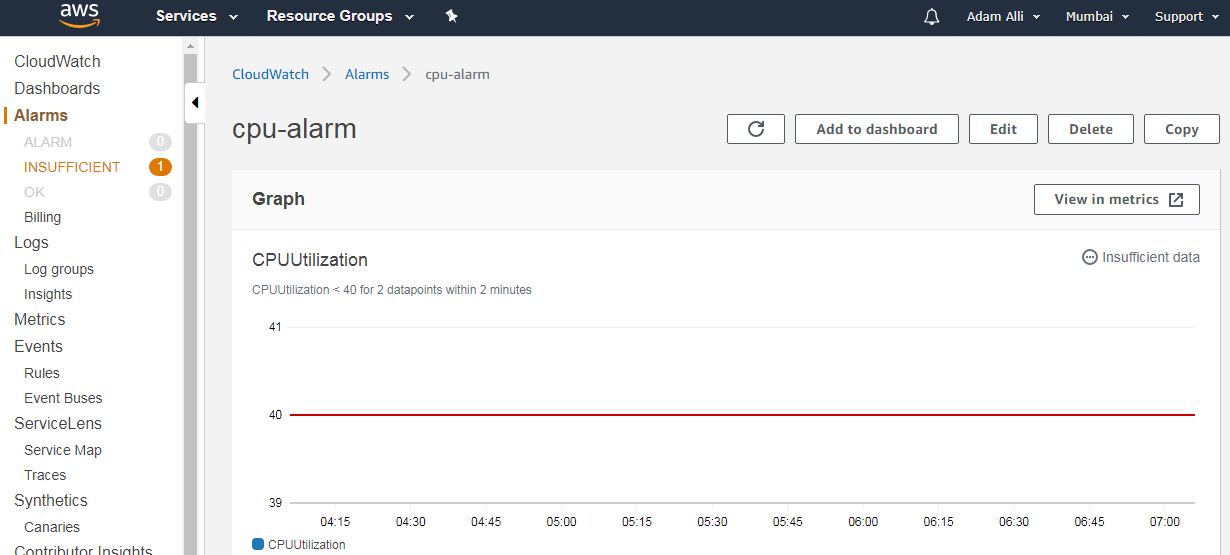 aws
Services
Resource Groups
Adam Alli
Mumbai
Support
CloudWatch
Dashboards
Alarms
ALARM 0
INSUFFICIENT 1
OK 0
Billing
Logs
Log groups
Insights
Metrics
Events
Rules
Event Buses
ServiceLens
Service Map
Traces
Synthetics
Canaries
Contributor Insights
CloudWatch > Alarms > cpu-alarm
cpu-alarm
Add to dashboard
Edit
Delete
Copy
Graph
View in metrics
CPUUtilization
Insufficient data
CPUUtilization < 40 for 2 datapoints within 2 minutes
41
40
39
04:15 04:30 04:45 05:00 05:15 05:30 05:45 06:00 06:15 06:30 06:45 07:00
CPUUtilization